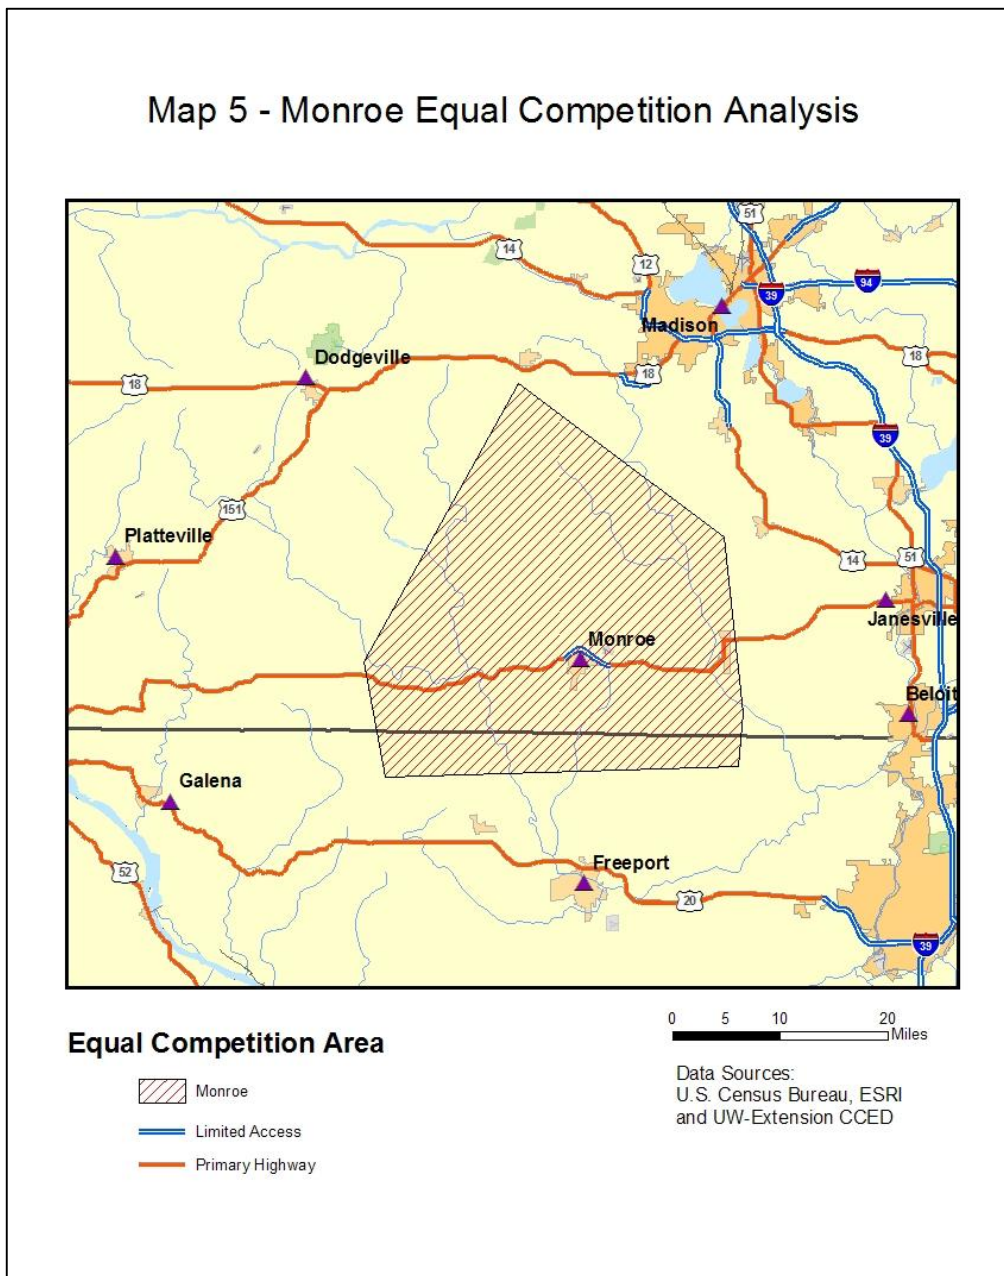 Map 5 - Monroe Equal Competition Analysis
51
14
12
94
39
Madison
18
Dodgeville
18
18
39
151
Platteville
14
51
Janesville
Monroe
Beloit
Galena
Freeport
52
20
39
Equal Competition Area
Monroe
Limited Access
Primary Highway
0 5 10 20
Miles
Data Sources:
U.S. Census Bureau, ESRI
and UW-Extension CCED